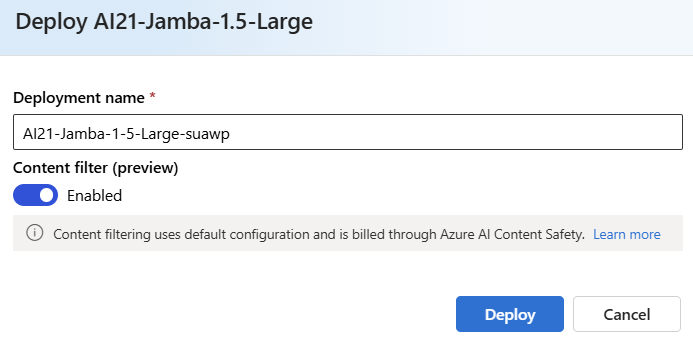 Deploy AI21-Jamba-1.5-Large
Deployment name *
AI21-Jamba-1-5-Large-suawp
Content filter (preview)
Enabled
Content filtering uses default configuration and is billed through Azure AI Content Safety. Learn more
Deploy
Cancel